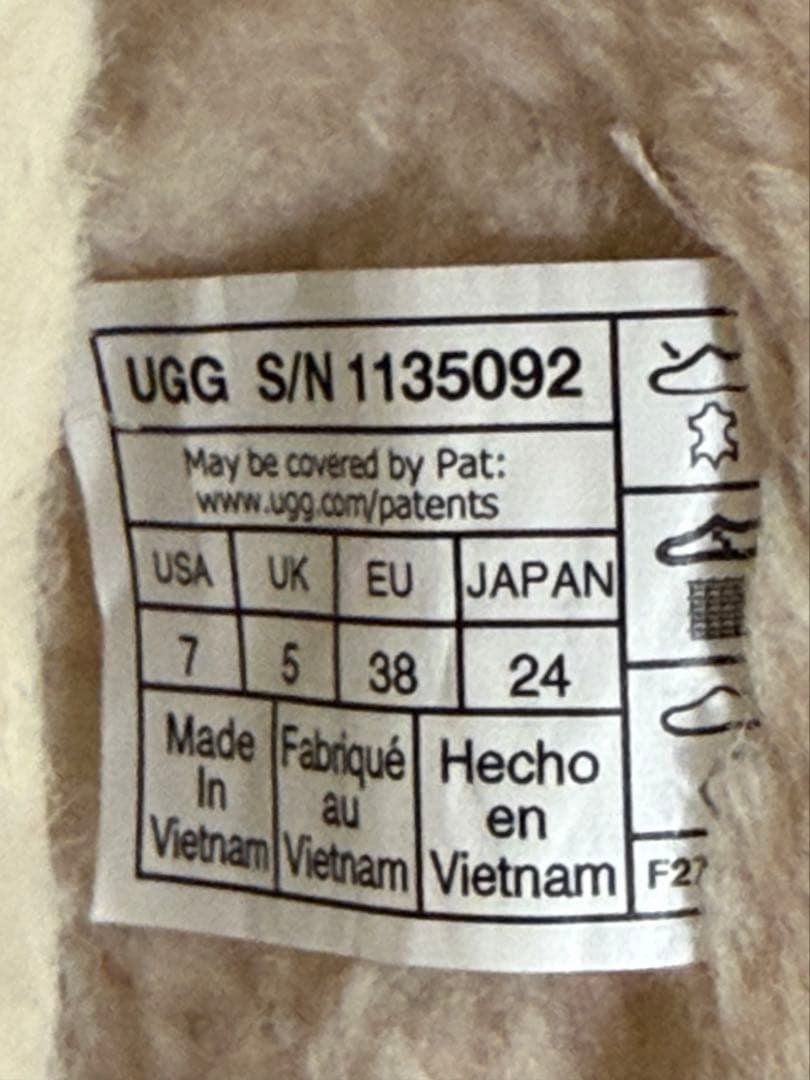 UGG S/N 1135092
May be covered by Pat:
www.ugg.com/patents
USA UK EU JAPAN
7 5 38 24
Made In Vietnam
Fabriqué au Vietnam
Hecho en Vietnam